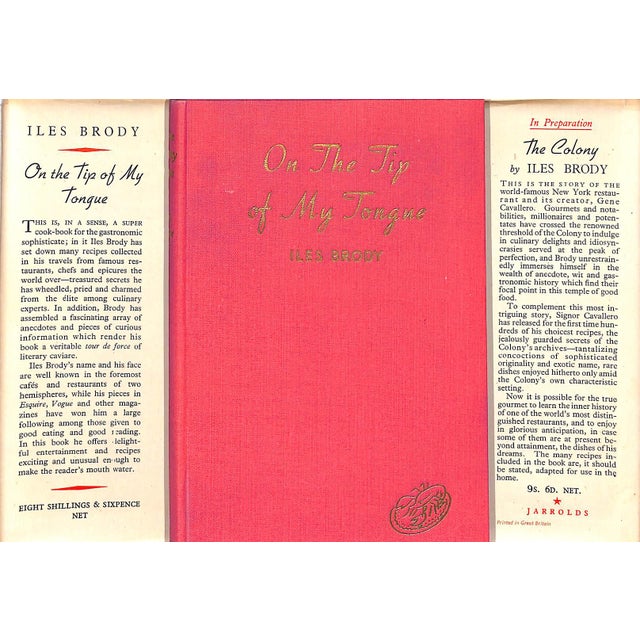 ILES BRODY
On the Tip of My
Tongue
THIS IS, IN A SENSE, A SUPER
cook-book for the gastronomic
sophisticate; in it Iles Brody has
set down many recipes collected
in his travels from famous res-
taurants, chefs and epicures the
world over—treasured secrets he
has wheedled, pried and charmed
from the élite among culinary
experts. In addition, Brody has
assembled a fascinating array of
anecdotes and pieces of curious
information which render his
book a veritable tour de force of
literary caviare.
Iles Brody's name and his face
are well known in the foremost
cafés and restaurants of two
hemispheres, while his pieces in
Esquire, Vogue and other maga-
zines have won him a large
following among those given to
good eating and good reading.
In this book he offers delight-
ful entertainment and recipes
exciting and unusual enough to
make the reader's mouth water.
EIGHT SHILLINGS & SIXPENCE
NET
On The Tip
of My Tongue
ILES BRODY
In Preparation
The Colony
by ILES BRODY
THIS IS THE STORY OF THE
world-famous New York restau-
rant and its creator, Gene
Cavallero. Gourmets and nota-
bilities, millionaires and poten-
tates have crossed the renowned
threshold of the Colony to indulge
in culinary delights and idiosyn-
crasies served at the peak of
perfection, and Brody unrestrain-
edly immerses himself in the
wealth of anecdote, wit and gas-
tronomic history which find their
focal point in this temple of good
food.
To complement this most in-
triguing story, Signor Cavallero
has released for the first time hun-
dreds of his choicest recipes, the
jealously guarded secrets of the
Colony's archives—tantalizing
concoctions of sophisticated
originality and exotic name, rare
dishes enjoyed hitherto only amid
the Colony's own characteristic
setting.
Now it is possible for the true
gourmet to learn the inner history
of one of the world's most distin-
guished restaurants, and to enjoy
in glorious anticipation, in case
some of them are at present be-
yond attainment, the dishes of his
dreams. The many recipes in-
cluded in the book are, it should
be stated, adapted for use in the
home.
9S. 6D. NET.
JARROLDS
Printed in Great Britain